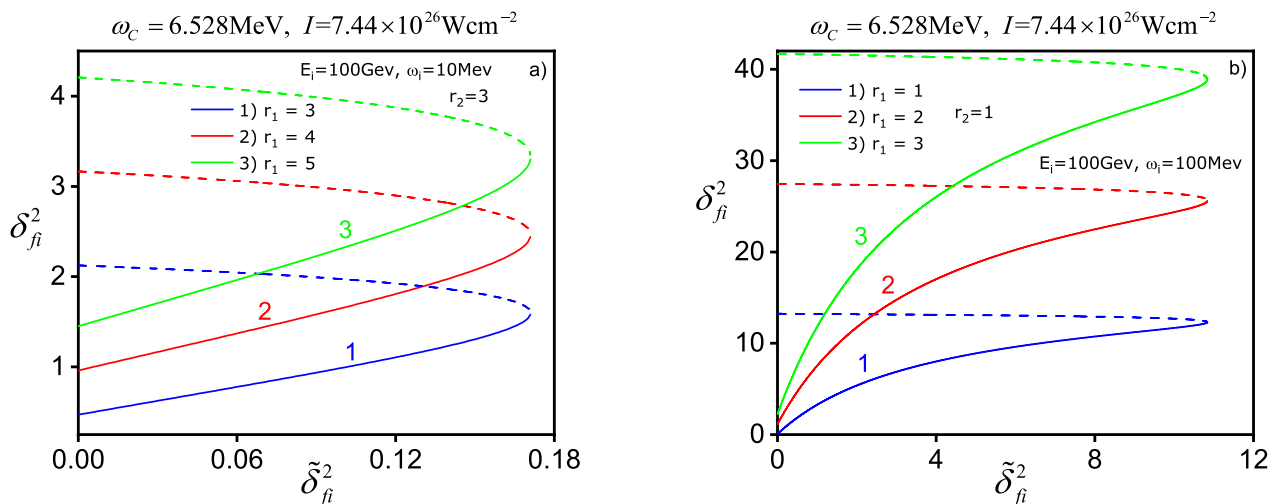 ω_C = 6.528MeV, I=7.44×10^26 Wcm^−2
E_i=100Gev, ω_i=10Mev
a)
r_2=3
1) r_1 = 3
2) r_1 = 4
3) r_1 = 5
4
3
2
1
δ_fi^2
3
2
1
0.00
0.06
0.12
0.18
δ̃_fi^2
ω_C = 6.528MeV, I=7.44×10^26 Wcm^−2
b)
1) r_1 = 1
2) r_1 = 2
3) r_1 = 3
r_2=1
E_i=100Gev, ω_i=100Mev
40
30
20
10
0
δ_fi^2
3
2
1
0
4
8
12
δ̃_fi^2